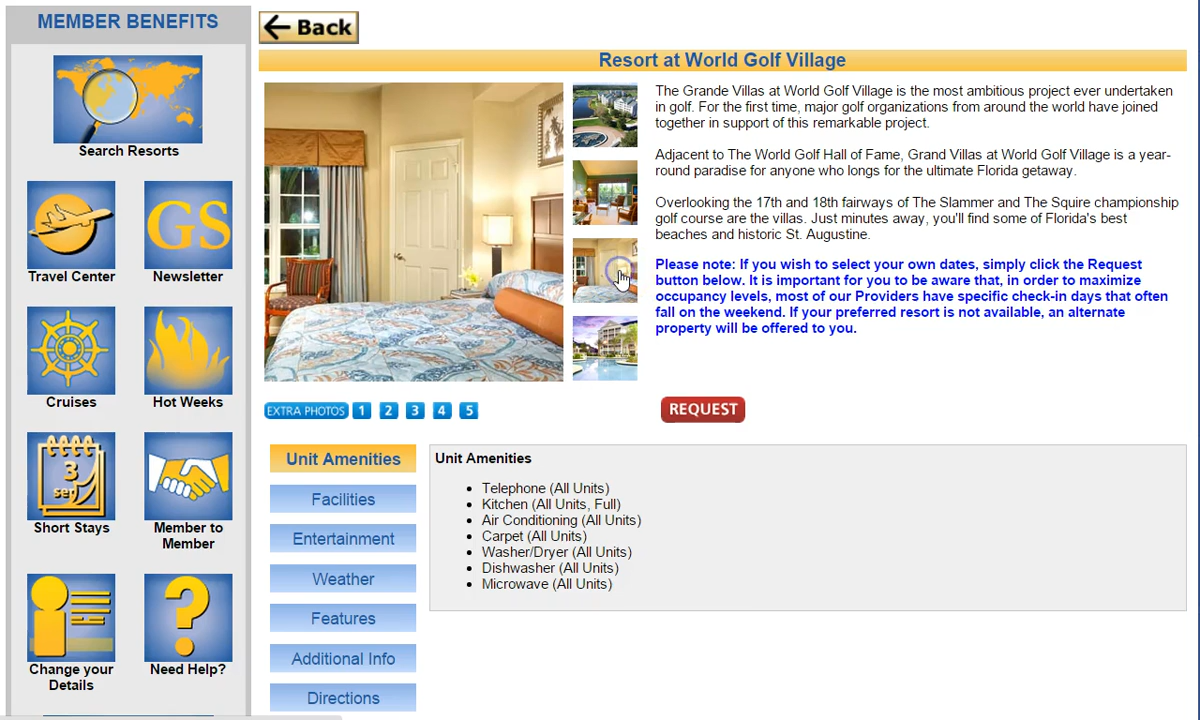 MEMBER BENEFITS
Search Resorts
Travel Center
GS
Newsletter
Cruises
Hot Weeks
3
sep
Short Stays
Member to
Member
Change your
Details
?
Need Help?
Back
Resort at World Golf Village
The Grande Villas at World Golf Village is the most ambitious project ever undertaken
in golf. For the first time, major golf organizations from around the world have joined
together in support of this remarkable project.
Adjacent to The World Golf Hall of Fame, Grand Villas at World Golf Village is a year-
round paradise for anyone who longs for the ultimate Florida getaway.
Overlooking the 17th and 18th fairways of The Slammer and The Squire championship
golf course are the villas. Just minutes away, you'll find some of Florida's best
beaches and historic St. Augustine.
Please note: If you wish to select your own dates, simply click the Request
button below. It is important for you to be aware that, in order to maximize
occupancy levels, most of our Providers have specific check-in days that often
fall on the weekend. If your preferred resort is not available, an alternate
property will be offered to you.
EXTRA PHOTOS 1 2 3 4 5
REQUEST
Unit Amenities
Facilities
Entertainment
Weather
Features
Additional Info
Directions
Unit Amenities
• Telephone (All Units)
• Kitchen (All Units, Full)
• Air Conditioning (All Units)
• Carpet (All Units)
• Washer/Dryer (All Units)
• Dishwasher (All Units)
• Microwave (All Units)